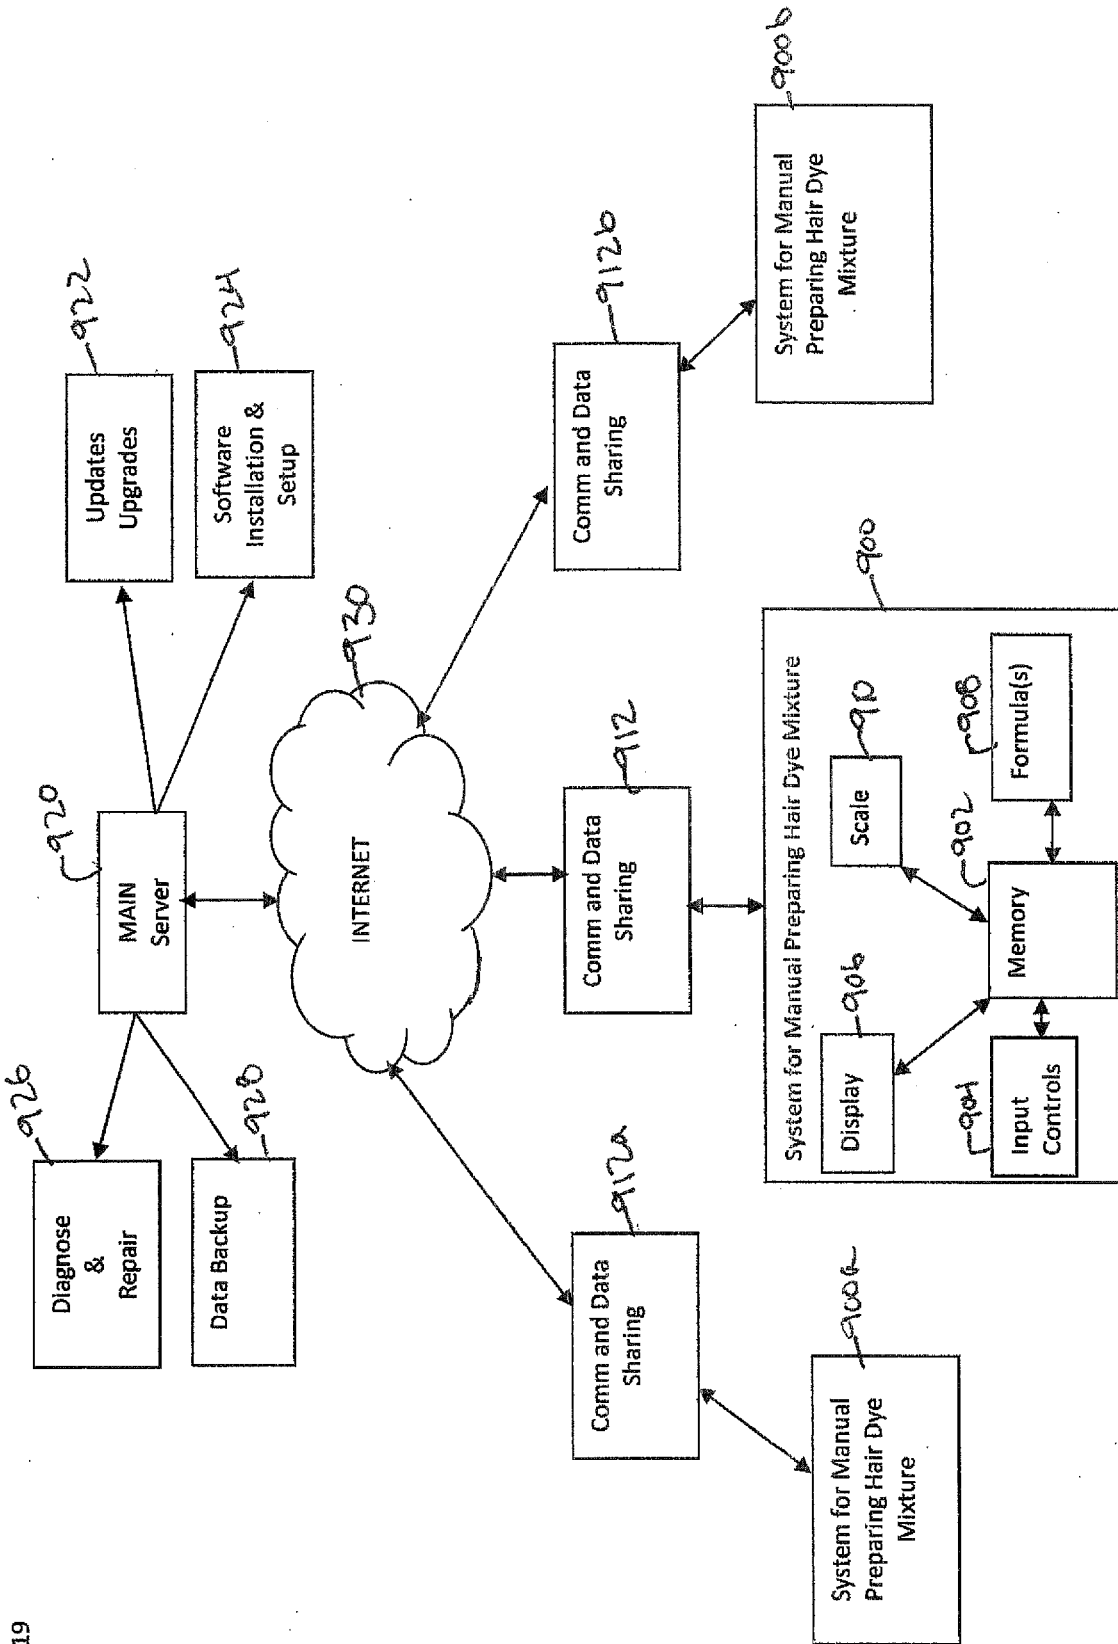 19
926
Diagnose
&
Repair
Data Backup
928
920
MAIN
Server
Updates
Upgrades
922
Software
Installation &
Setup
924
INTERNET
930
Comm and Data
Sharing
912a
Comm and Data
Sharing
912
Comm and Data
Sharing
912b
System for Manual
Preparing Hair Dye
Mixture
900a
System for Manual Preparing Hair Dye Mixture
900
Display
906
Scale
910
904
Input
Controls
902
Memory
908
Formula(s)
System for Manual
Preparing Hair Dye
Mixture
900b